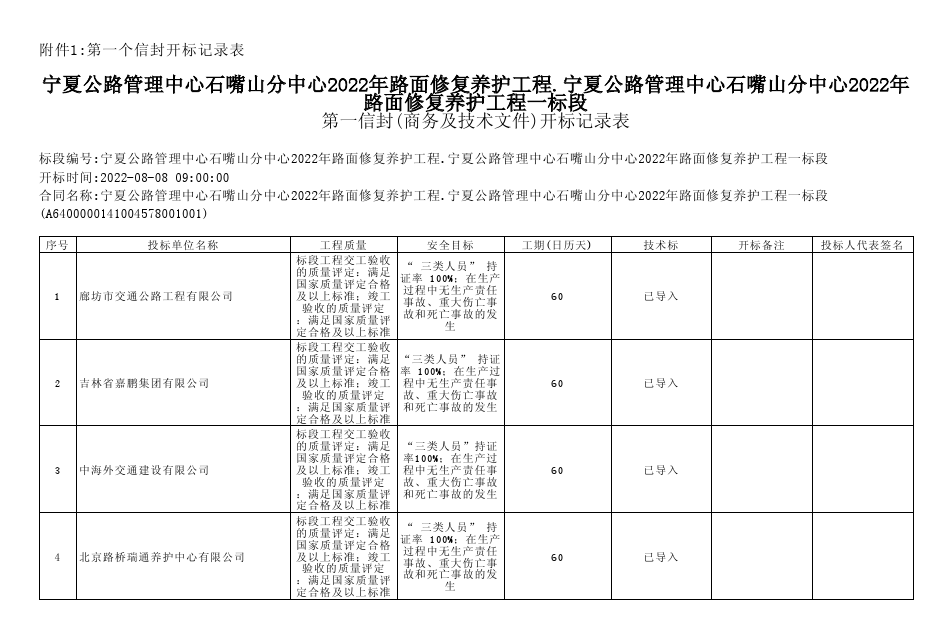 附件1:第一个信封开标记录表
宁夏公路管理中心石嘴山分中心2022年路面修复养护工程.宁夏公路管理中心石嘴山分中心2022年
路面修复养护工程一标段
第一信封(商务及技术文件)开标记录表
标段编号:宁夏公路管理中心石嘴山分中心2022年路面修复养护工程.宁夏公路管理中心石嘴山分中心2022年路面修复养护工程一标段
开标时间:2022-08-08 09:00:00
合同名称:宁夏公路管理中心石嘴山分中心2022年路面修复养护工程.宁夏公路管理中心石嘴山分中心2022年路面修复养护工程一标段
(A6400000141004578001001)
序号 投标单位名称 工程质量 安全目标 工期(日历天) 技术标 开标备注 投标人代表签名
1 廊坊市交通公路工程有限公司
标段工程交工验收
的质量评定：满足
国家质量评定合格
及以上标准；竣工
验收的质量评定
：满足国家质量评
定合格及以上标准
“ 三类人员” 持
证率 100%；在生产
过程中无生产责任
事故、重大伤亡事
故和死亡事故的发
生
60 已导入
2 吉林省嘉鹏集团有限公司
标段工程交工验收
的质量评定：满足
国家质量评定合格
及以上标准；竣工
验收的质量评定
：满足国家质量评
定合格及以上标准
“三类人员” 持证
率 100%；在生产过
程中无生产责任事
故、重大伤亡事故
和死亡事故的发生
60 已导入
3 中海外交通建设有限公司
标段工程交工验收
的质量评定：满足
国家质量评定合格
及以上标准；竣工
验收的质量评定
：满足国家质量评
定合格及以上标准
“三类人员”持证
率100%；在生产过
程中无生产责任事
故、重大伤亡事故
和死亡事故的发生
60 已导入
4 北京路桥瑞通养护中心有限公司
标段工程交工验收
的质量评定：满足
国家质量评定合格
及以上标准；竣工
验收的质量评定
：满足国家质量评
定合格及以上标准
“ 三类人员” 持
证率 100%；在生产
过程中无生产责任
事故、重大伤亡事
故和死亡事故的发
生
60 已导入